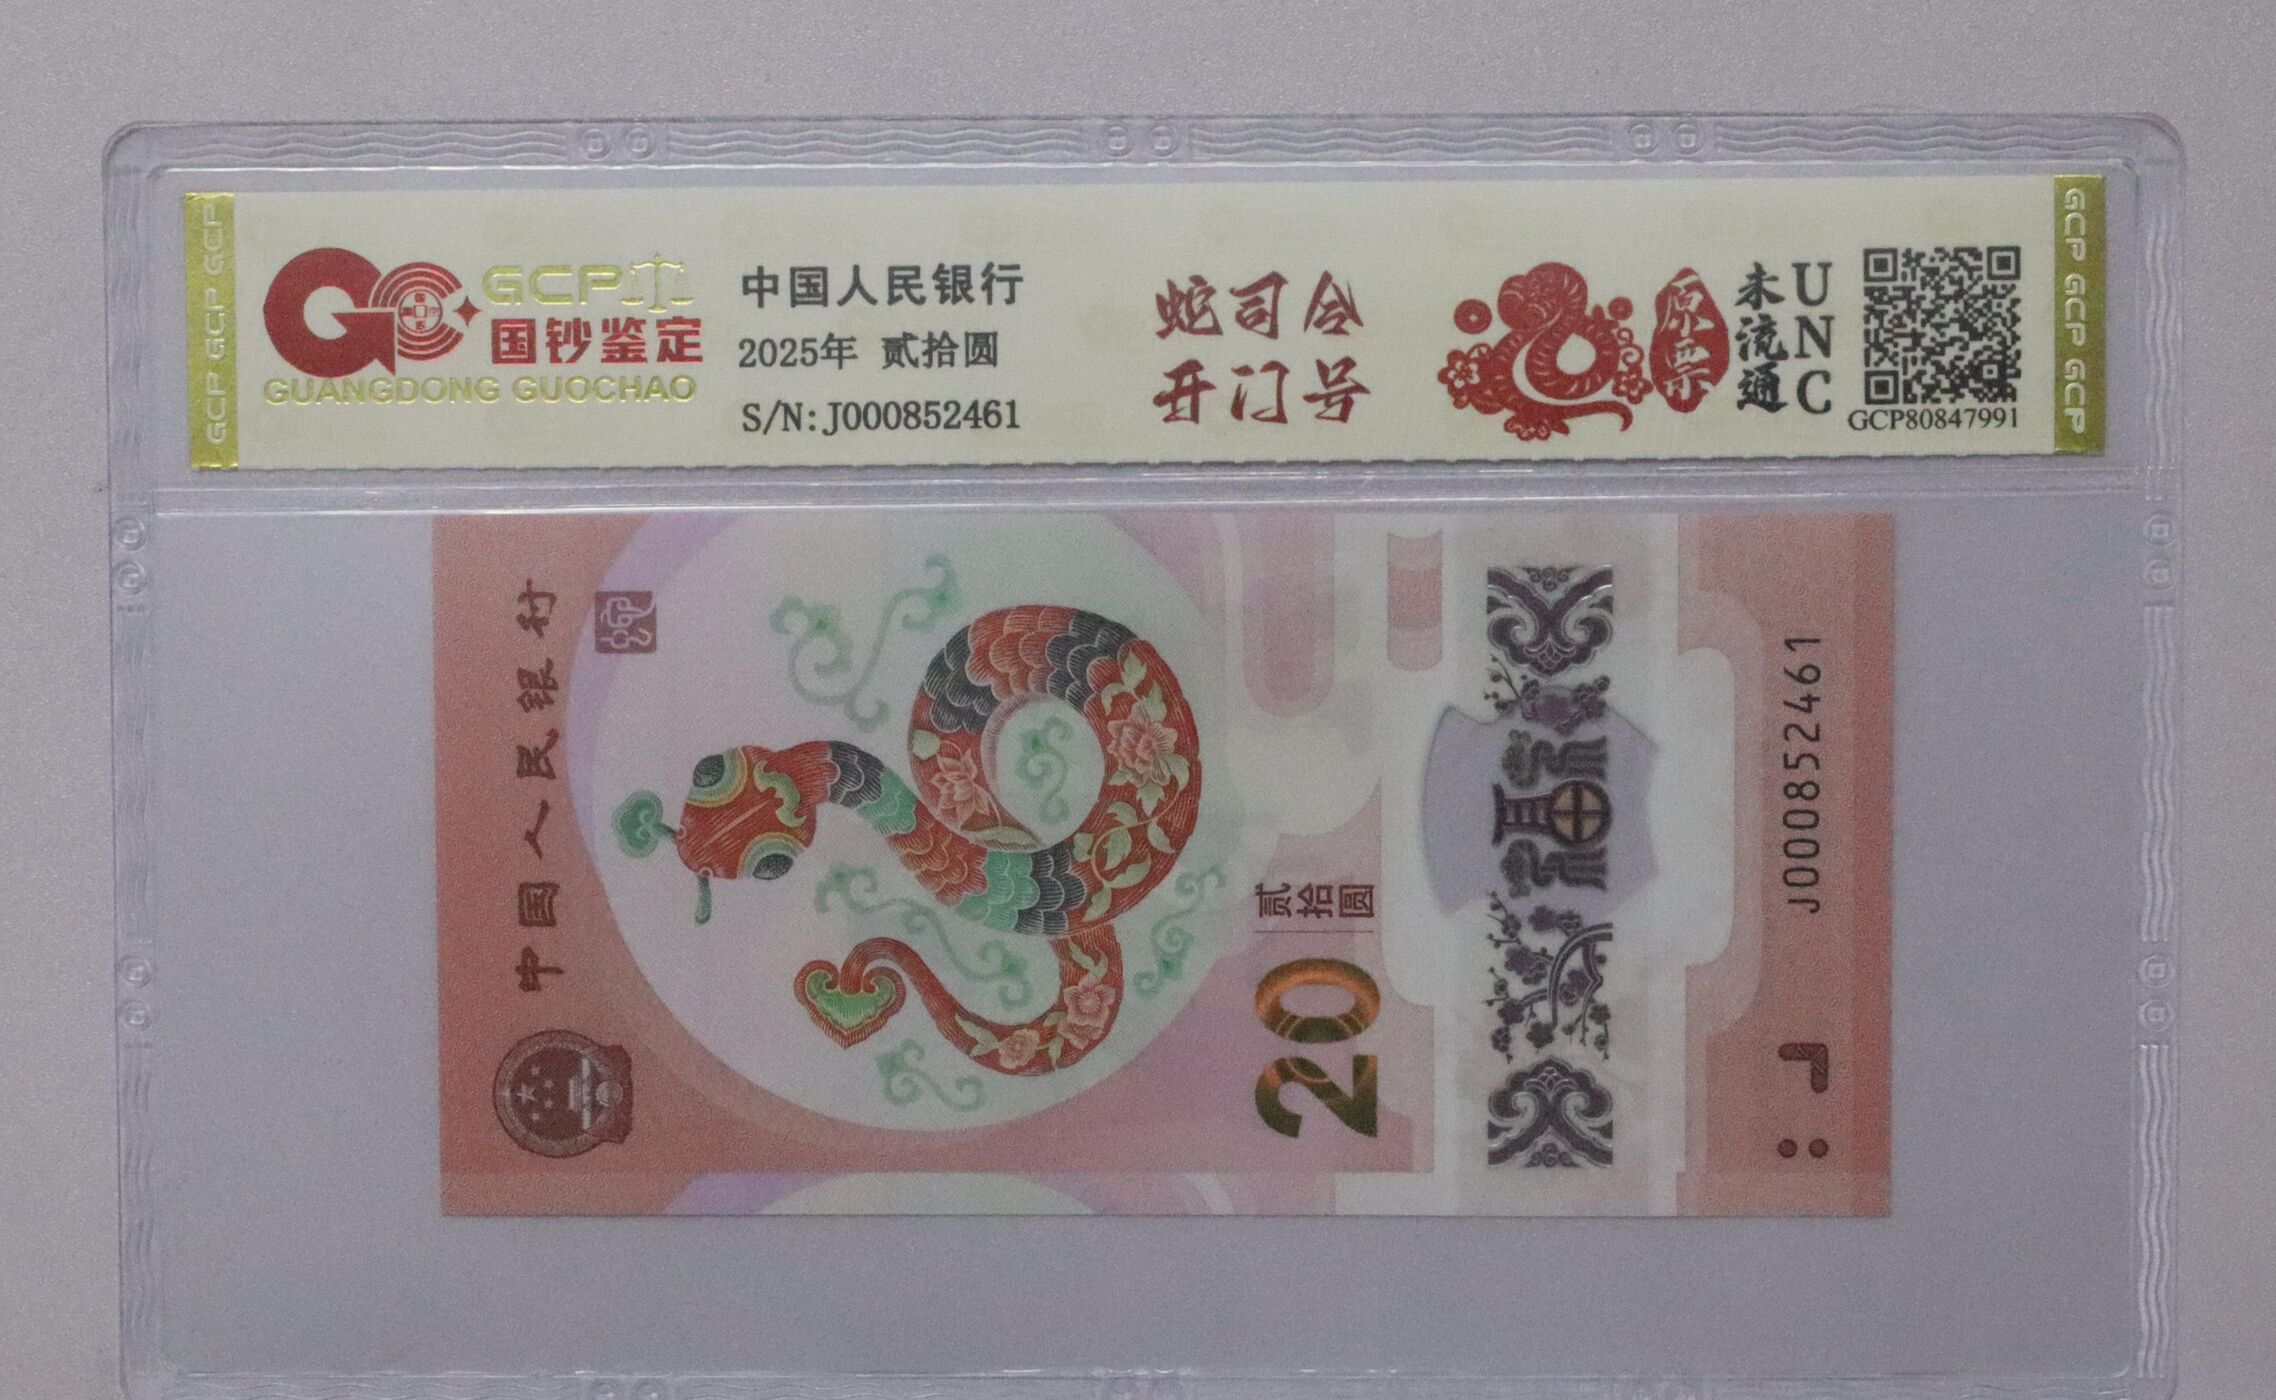 GCP GCP GCP
GCP
国钞鉴定
GUANGDONG GUOCHAO
中国人民银行
2025年 贰拾圆
S/N:J000852461
蛇司令
开门号
原票
未流通
UNC
GCP80847991
GCP GCP GCP GCP
中国人民银行
20
贰拾圆
福
J000852461